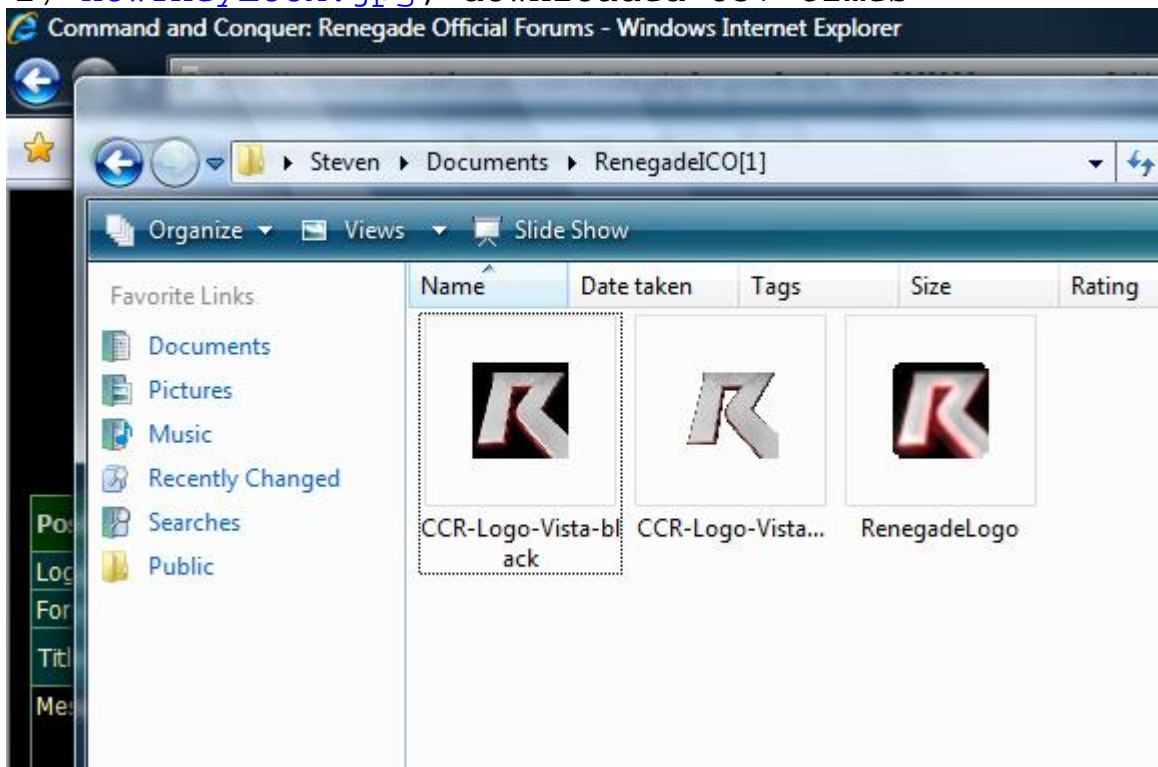 Command and Conquer: Renegade Official Forums - Windows Internet Explorer
Steven Documents RenegadeICO[1]
Organize Views Slide Show
Favorite Links
Name Date taken Tags Size Rating
Documents
Pictures
Music
Recently Changed
Searches
Public
CCR-Logo-Vista-bl
ack
CCR-Logo-Vista...
RenegadeLogo
Pos
Log
For
Titl
Mes